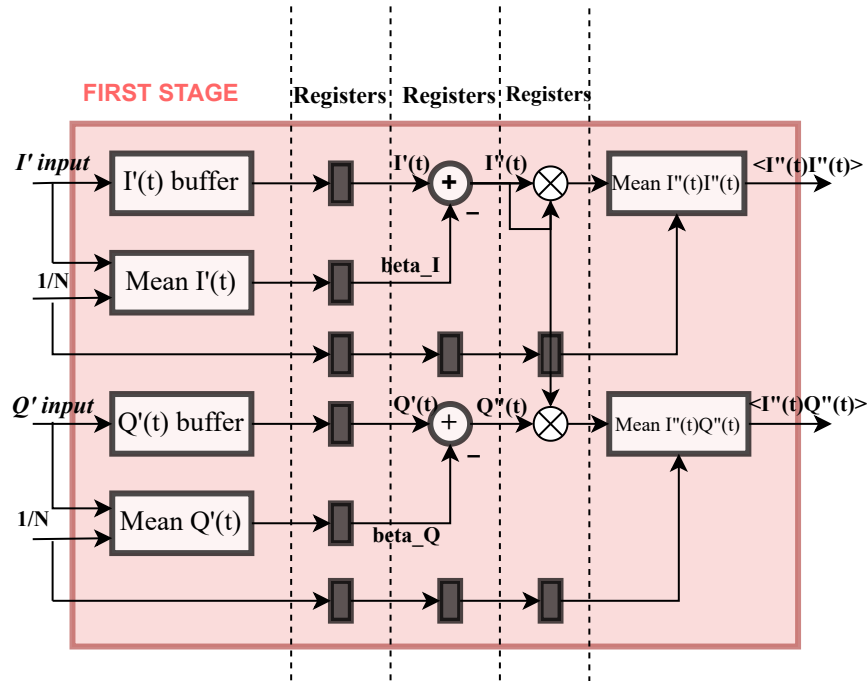 FIRST STAGE
Registers
Registers
Registers
I' input
I'(t) buffer
I'(t)
+
I"(t)
Mean I"(t)I"(t)
<I"(t)I"(t)>
−
1/N
Mean I'(t)
beta_I
Q' input
Q'(t) buffer
Q'(t)
+
Q"(t)
Mean I"(t)Q"(t)
<I"(t)Q"(t)>
−
1/N
Mean Q'(t)
beta_Q